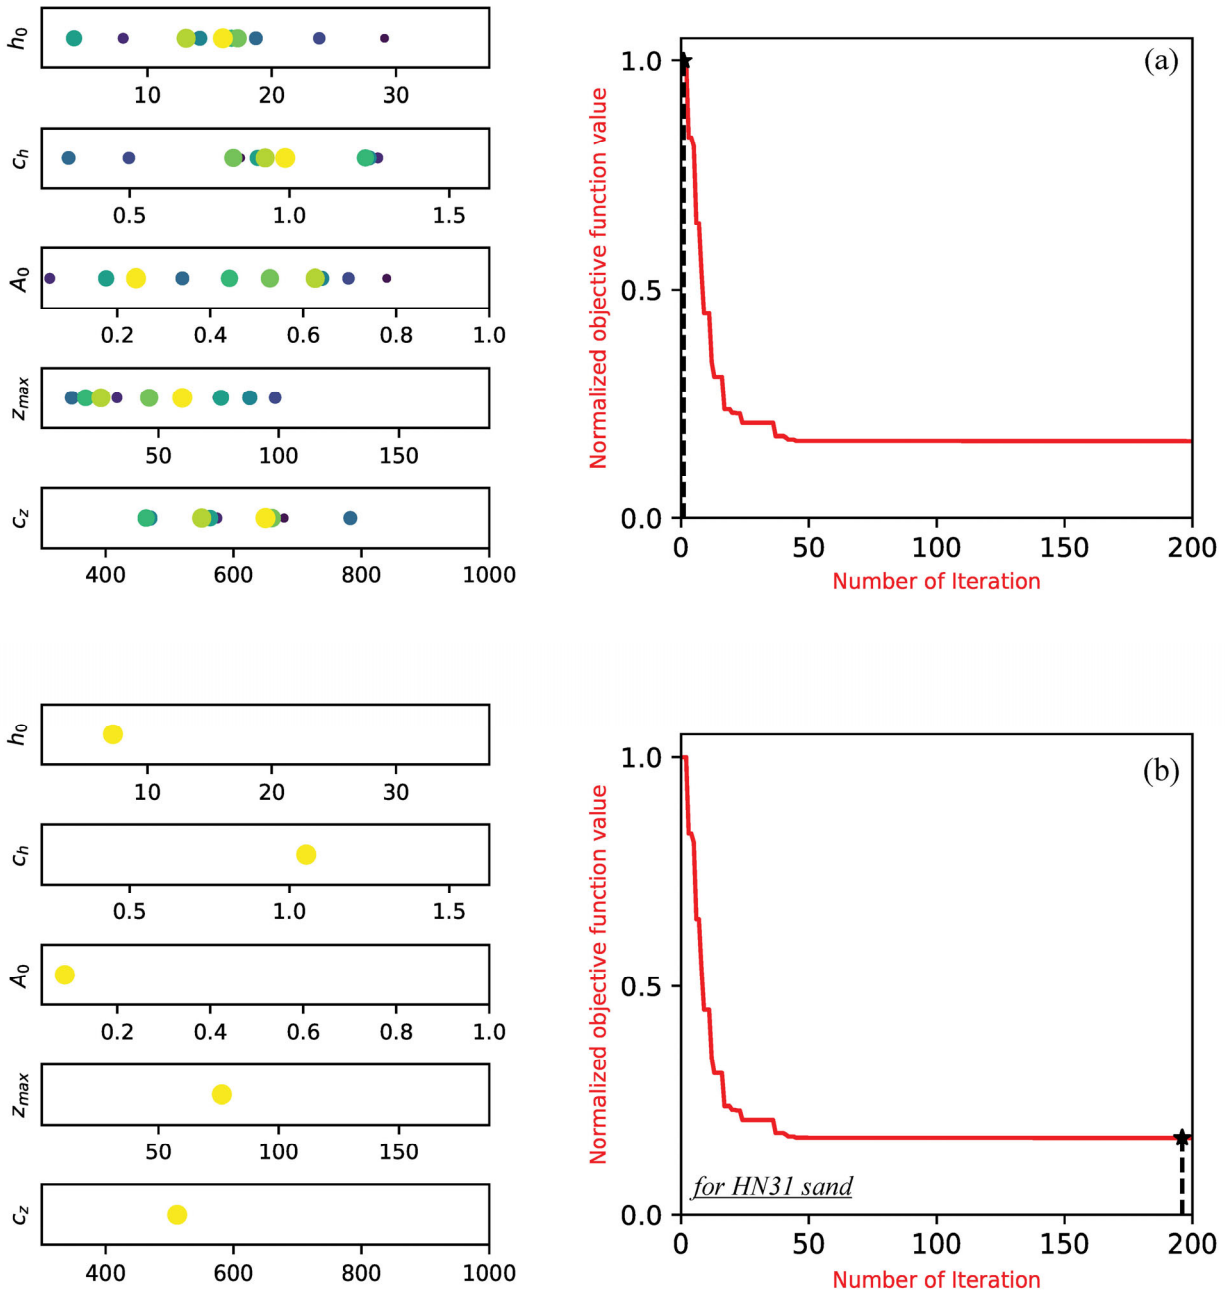 h0
10 20 30
ch
0.5 1.0 1.5
A0
0.2 0.4 0.6 0.8 1.0
zmax
50 100 150
cz
400 600 800 1000
(a)
Normalized objective function value
1.0
0.5
0.0
0 50 100 150 200
Number of Iteration
h0
10 20 30
ch
0.5 1.0 1.5
A0
0.2 0.4 0.6 0.8 1.0
zmax
50 100 150
cz
400 600 800 1000
(b)
Normalized objective function value
1.0
0.5
0.0
for HN31 sand
0 50 100 150 200
Number of Iteration